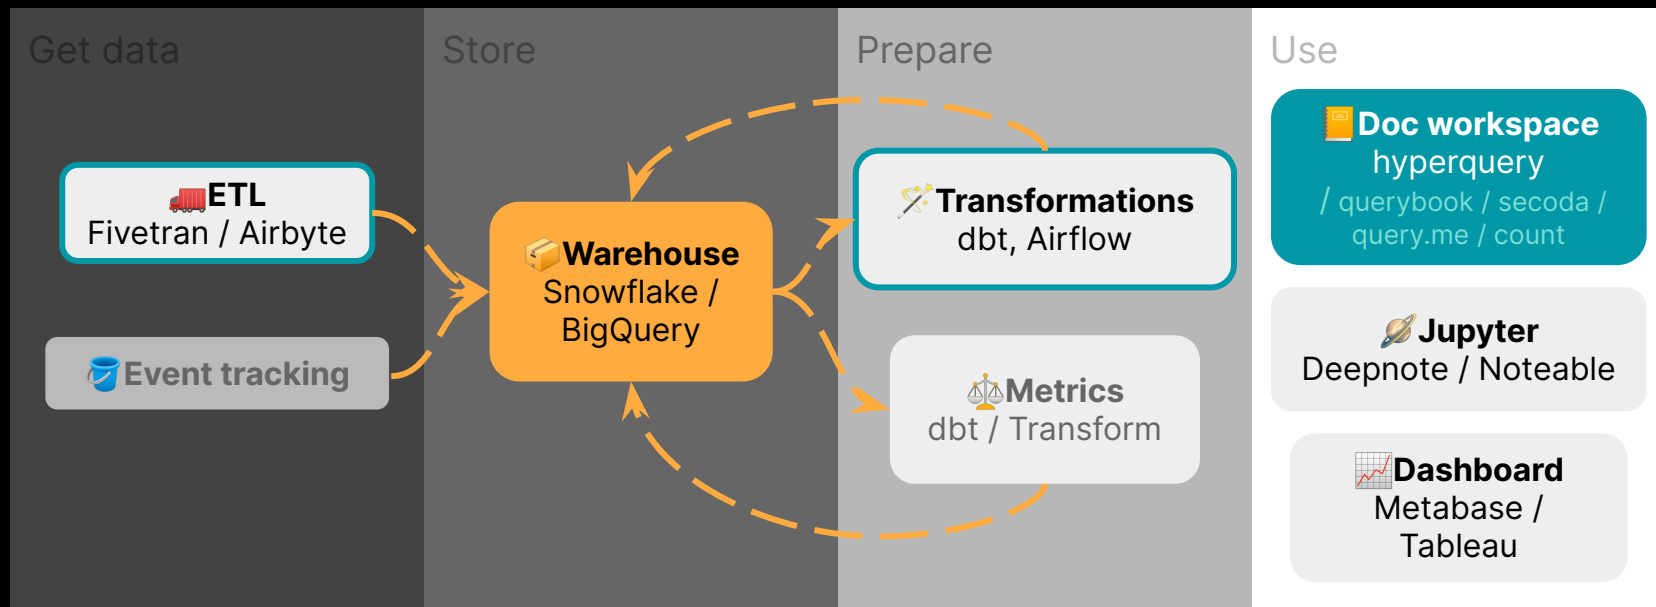 Get data
Store
Prepare
Use
🚛ETL
Fivetran / Airbyte
🪣Event tracking
📦Warehouse
Snowflake /
BigQuery
🪄Transformations
dbt, Airflow
⚖️Metrics
dbt / Transform
📒Doc workspace
hyperquery
/ querybook / secoda /
query.me / count
🪐Jupyter
Deepnote / Noteable
📈Dashboard
Metabase /
Tableau